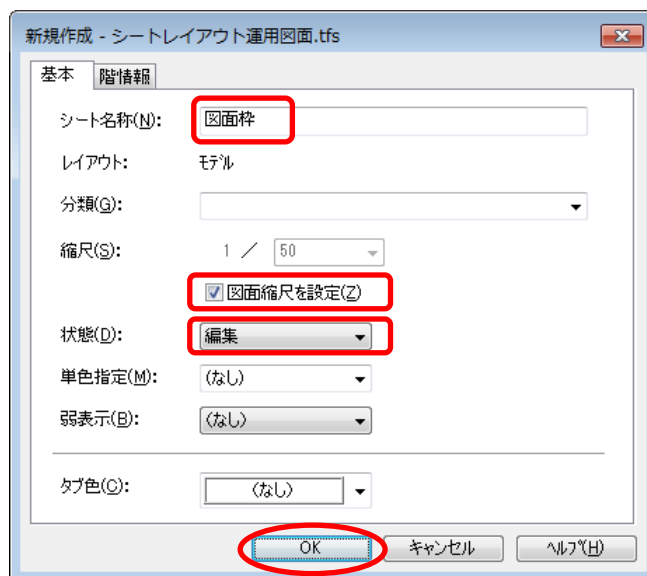 新規作成 - シートレイアウト運用図面.tfs
基本 階情報
シート名称(N): 図面枠
レイアウト: ﾓﾃﾞﾙ
分類(G):
縮尺(S): 1 ／ 50
図面縮尺を設定(Z)
状態(D): 編集
単色指定(M): (なし)
弱表示(B): (なし)
タブ色(C): (なし)
OK キャンセル ﾍﾙﾌﾟ(H)